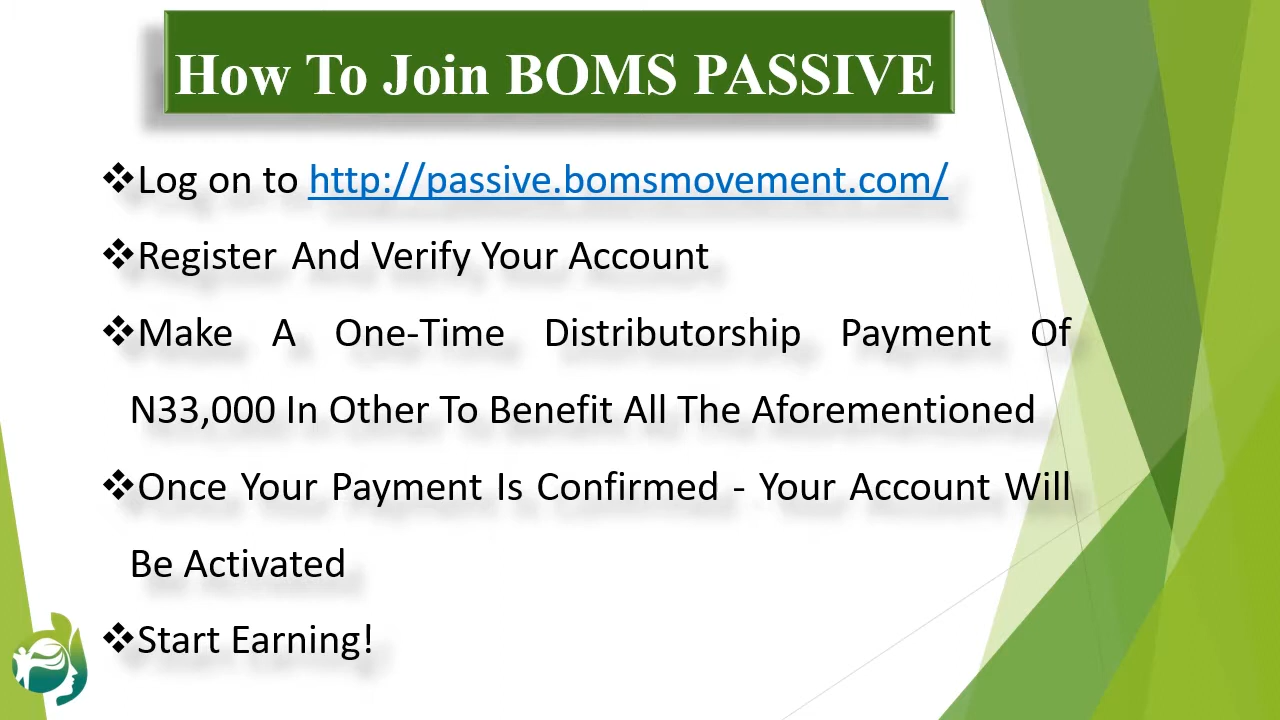 How To Join BOMS PASSIVE
❖Log on to http://passive.bomsmovement.com/
❖Register And Verify Your Account
❖Make A One-Time Distributorship Payment Of
N33,000 In Other To Benefit All The Aforementioned
❖Once Your Payment Is Confirmed - Your Account Will
Be Activated
❖Start Earning!